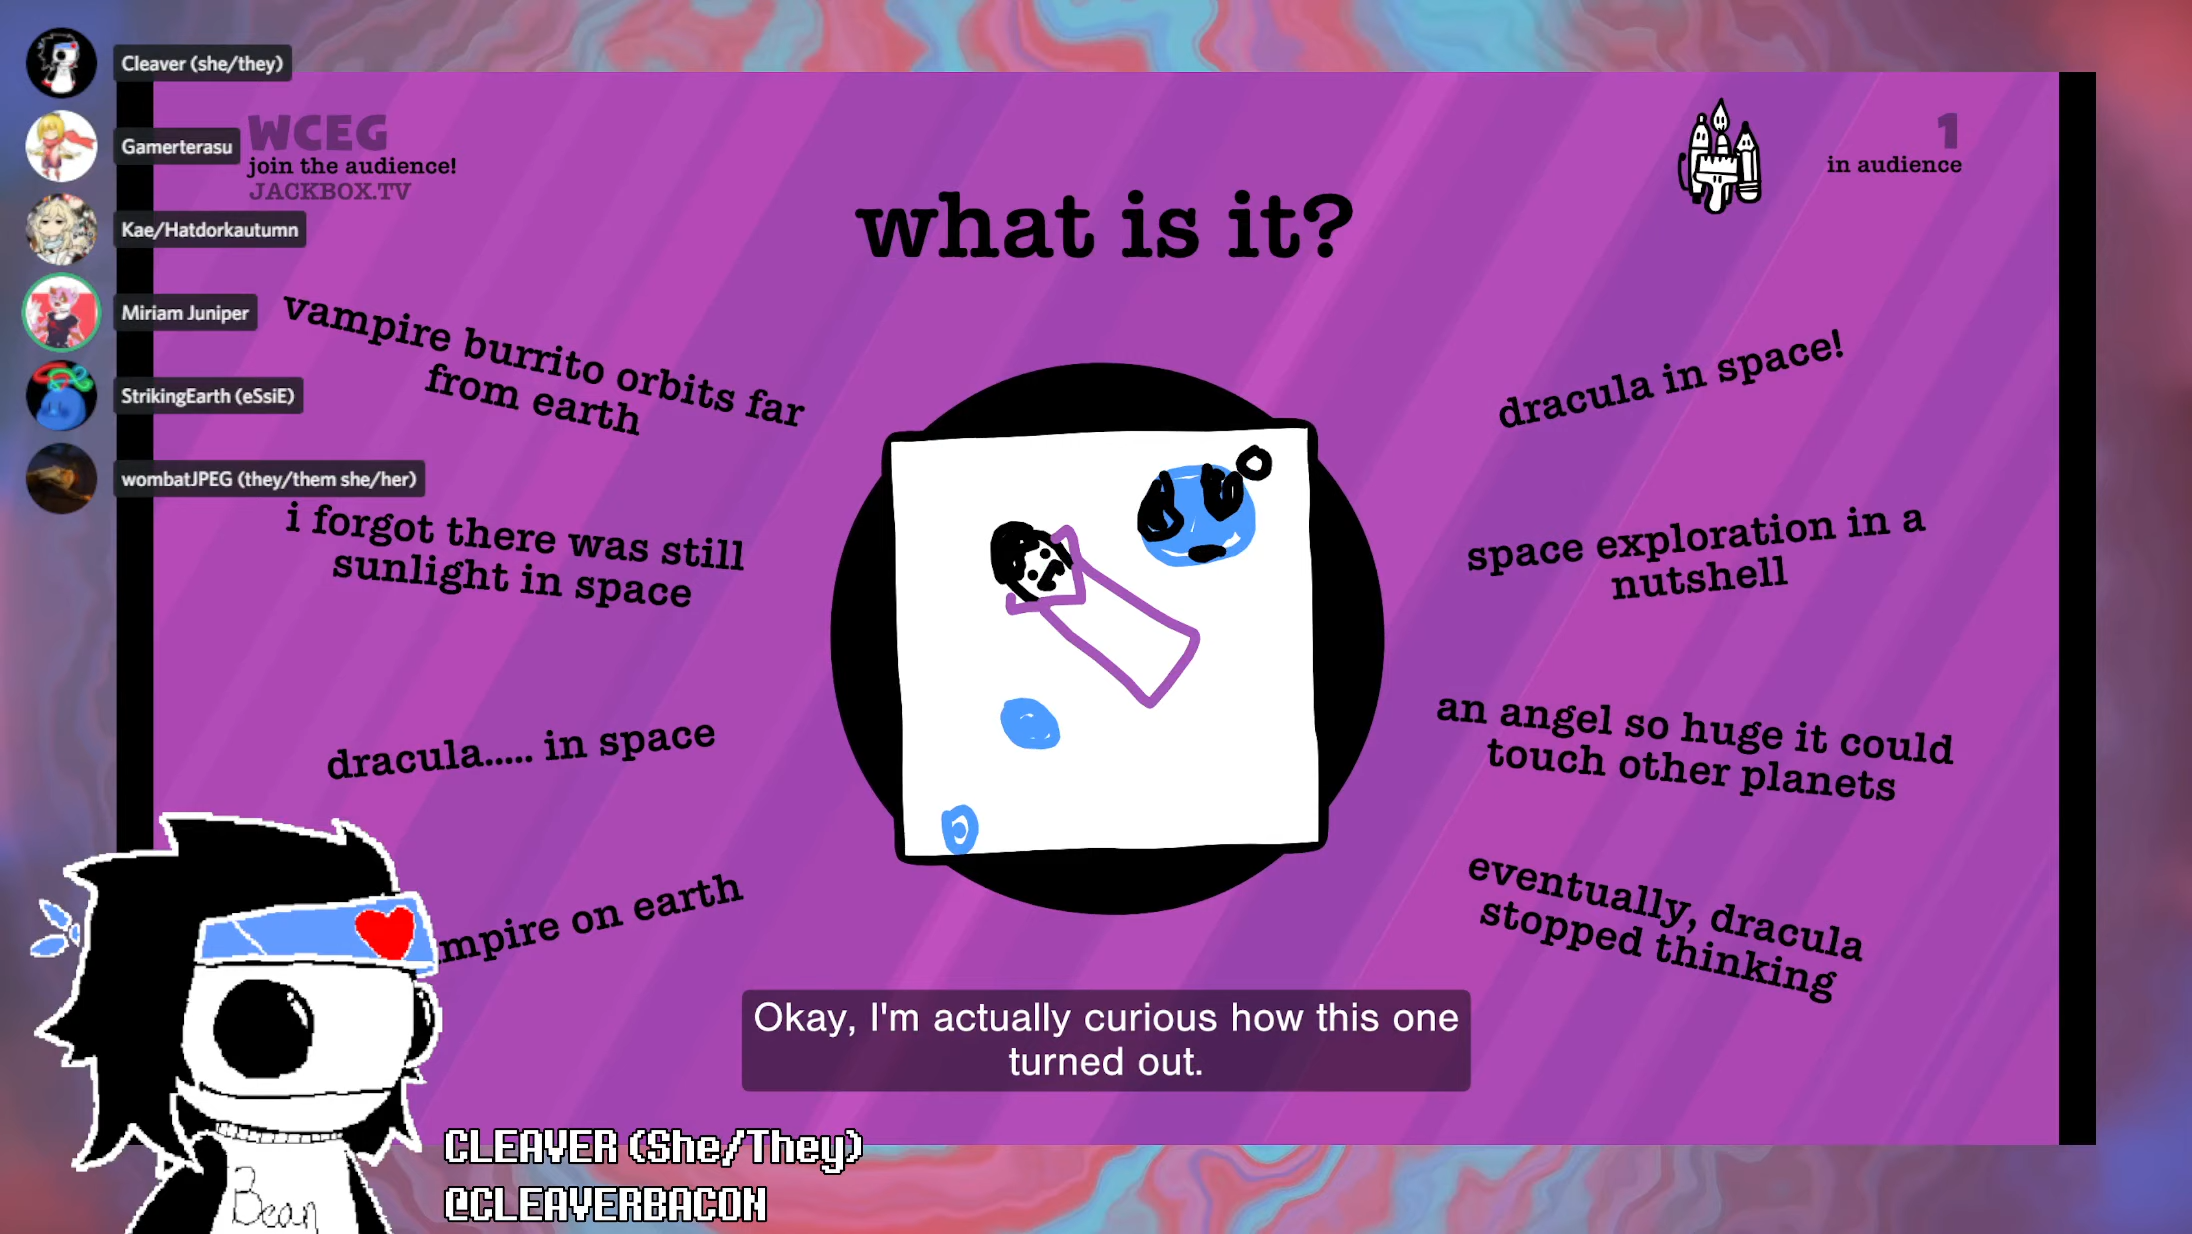 Cleaver (she/they)
Gamerterasu
Kae/Hatdorkautumn
Miriam Juniper
StrikingEarth (eSsiE)
wombatJPEG (they/them she/her)
WCEG
join the audience!
JACKBOX.TV
1
in audience
what is it?
vampire burrito orbits far
from earth
i forgot there was still
sunlight in space
dracula..... in space
mpire on earth
dracula in space!
space exploration in a
nutshell
an angel so huge it could
touch other planets
eventually, dracula
stopped thinking
Okay, I'm actually curious how this one
turned out.
Bean
CLEAVER (She/They)
@CLEAVERBACON